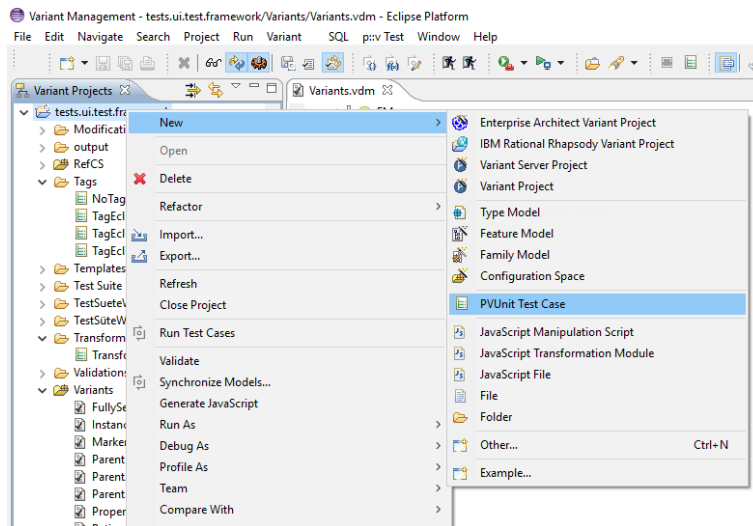 Variant Management - tests.ui.test.framework/Variants/Variants.vdm - Eclipse Platform
File Edit Navigate Search Project Run Variant SQL p::v Test Window Help
Variant Projects
Variants.vdm
tests.ui.test.fra
Modificati
output
RefCS
Tags
NoTag
TagEcl
TagEcl
TagEcl
Templates
Test Suite
TestSueteV
TestSüteW
Transform
Transfo
Validation
Variants
FullySe
Instanc
Marke
Parent
Parent
Parent
Proper
New
Open
Delete
Refactor
Import...
Export...
Refresh
Close Project
Run Test Cases
Validate
Synchronize Models...
Generate JavaScript
Run As
Debug As
Profile As
Team
Compare With
Enterprise Architect Variant Project
IBM Rational Rhapsody Variant Project
Variant Server Project
Variant Project
Type Model
Feature Model
Family Model
Configuration Space
PVUnit Test Case
JavaScript Manipulation Script
JavaScript Transformation Module
JavaScript File
File
Folder
Other... Ctrl+N
Example...